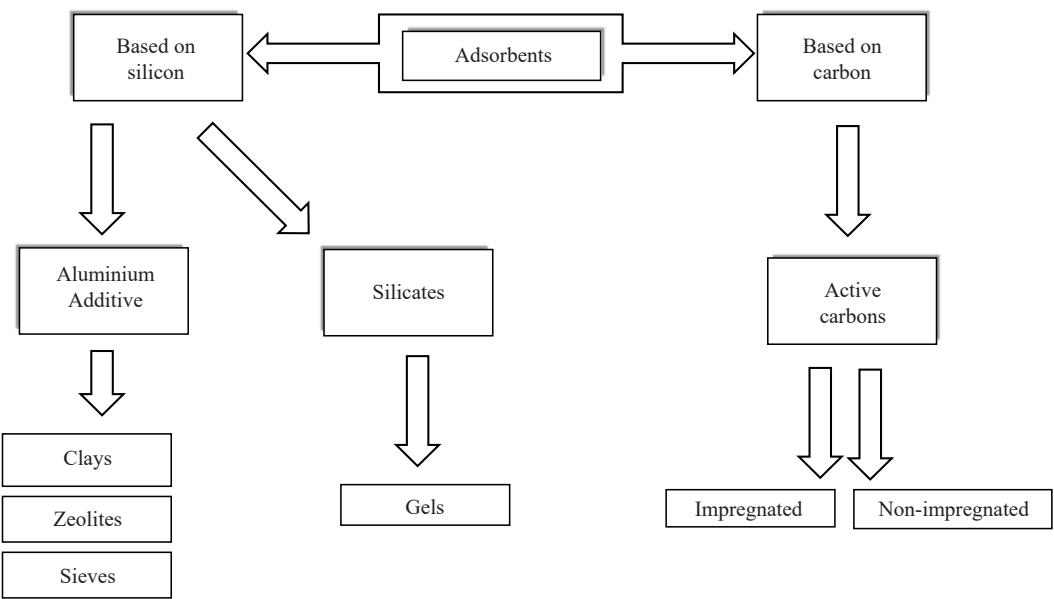 Based on
silicon
Adsorbents
Based on
carbon
Aluminium
Additive
Silicates
Active
carbons
Clays
Zeolites
Sieves
Gels
Impregnated
Non-impregnated